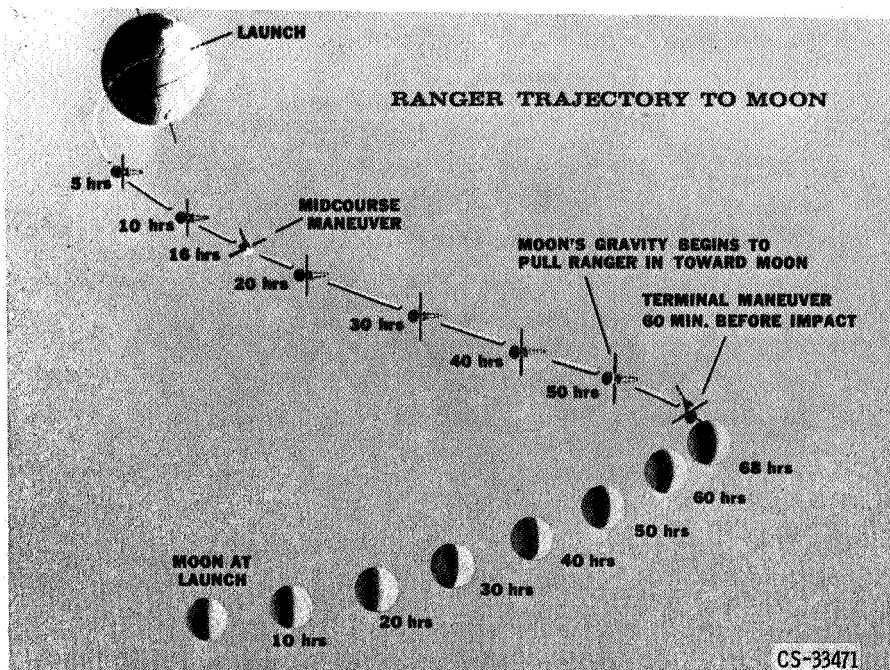 LAUNCH
RANGER TRAJECTORY TO MOON
5 hrs
10 hrs
MIDCOURSE
MANEUVER
16 hrs
20 hrs
MOON'S GRAVITY BEGINS TO
PULL RANGER IN TOWARD MOON
TERMINAL MANEUVER
60 MIN. BEFORE IMPACT
30 hrs
40 hrs
50 hrs
68 hrs
60 hrs
50 hrs
40 hrs
30 hrs
20 hrs
10 hrs
MOON AT
LAUNCH
CS-33471